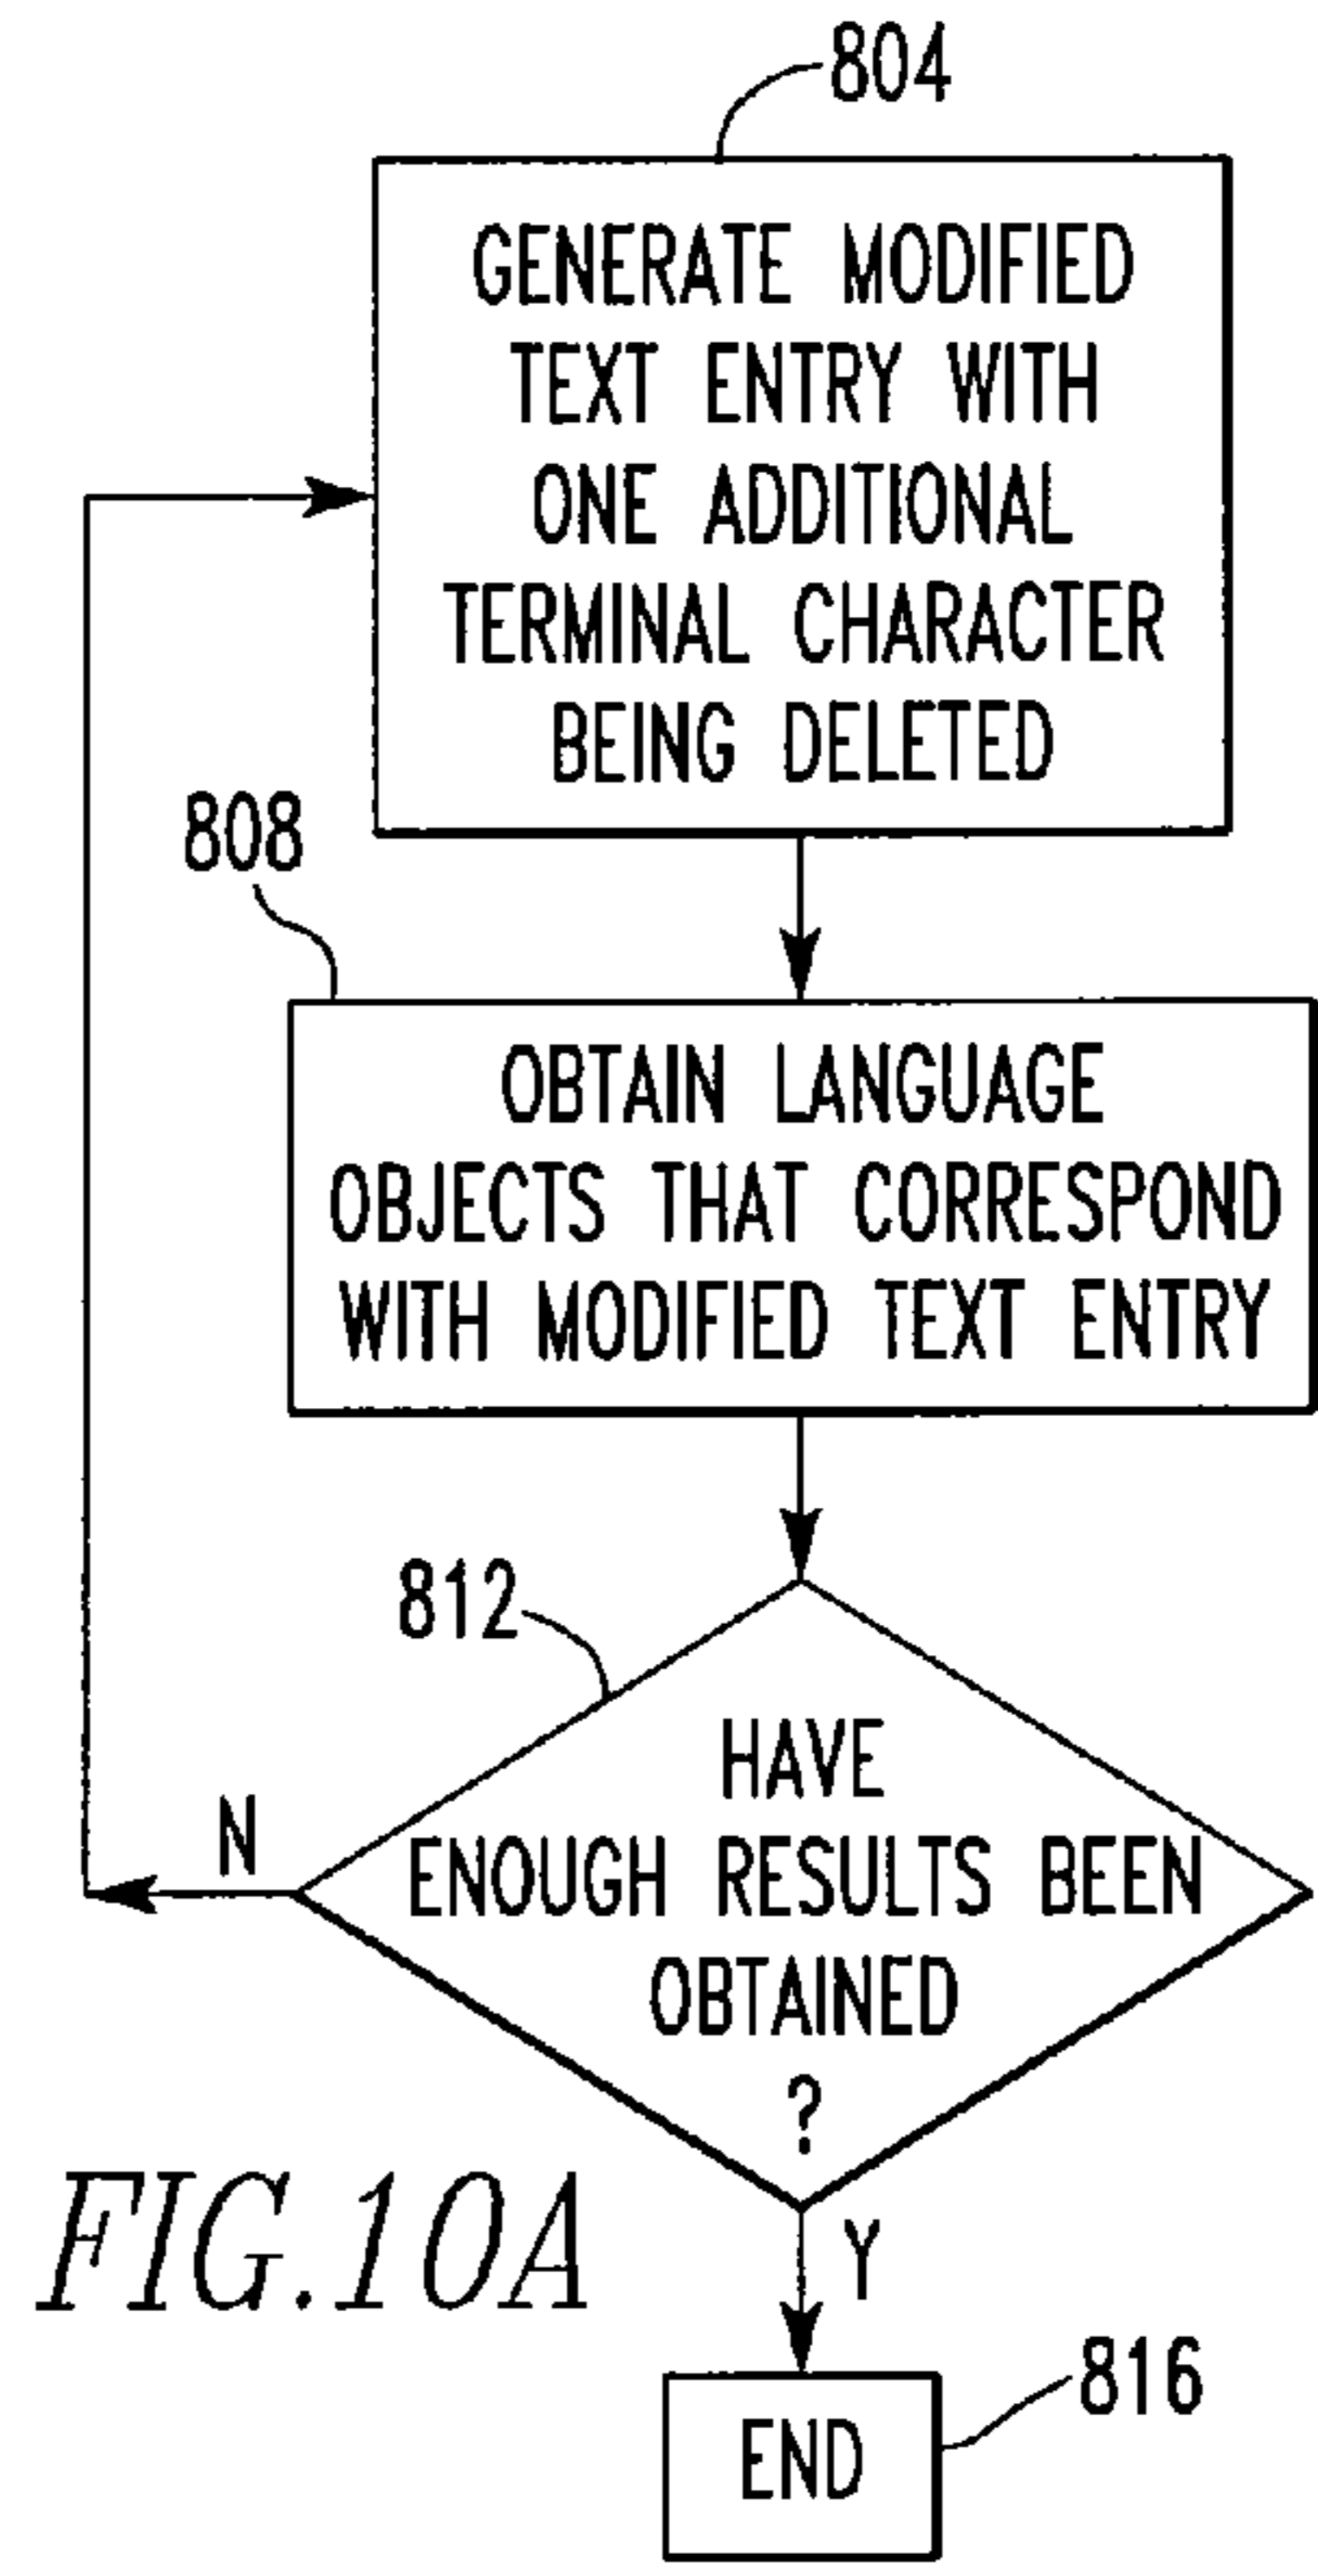 804
GENERATE MODIFIED
TEXT ENTRY WITH
ONE ADDITIONAL
TERMINAL CHARACTER
BEING DELETED
808
OBTAIN LANGUAGE
OBJECTS THAT CORRESPOND
WITH MODIFIED TEXT ENTRY
812
HAVE
ENOUGH RESULTS BEEN
OBTAINED
?
N
Y
FIG.10A
816
END